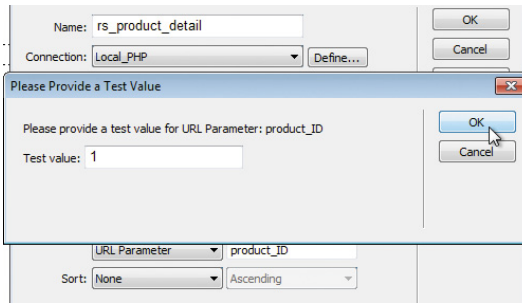 Name: rs_product_detail OK
Connection: Local_PHP Define... Cancel
Please Provide a Test Value
Please provide a test value for URL Parameter: product_ID OK
Test value: 1 Cancel
URL Parameter product_ID
Sort: None Ascending